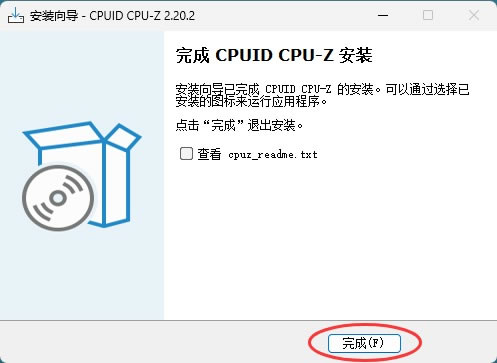 安装向导 - CPUID CPU-Z 2.20.2
完成 CPUID CPU-Z 安装
安装向导已完成 CPUID CPU-Z 的安装。可以通过选择已
安装的图标来运行应用程序。
点击“完成”退出安装。
查看 cpuz_readme.txt
完成(F)